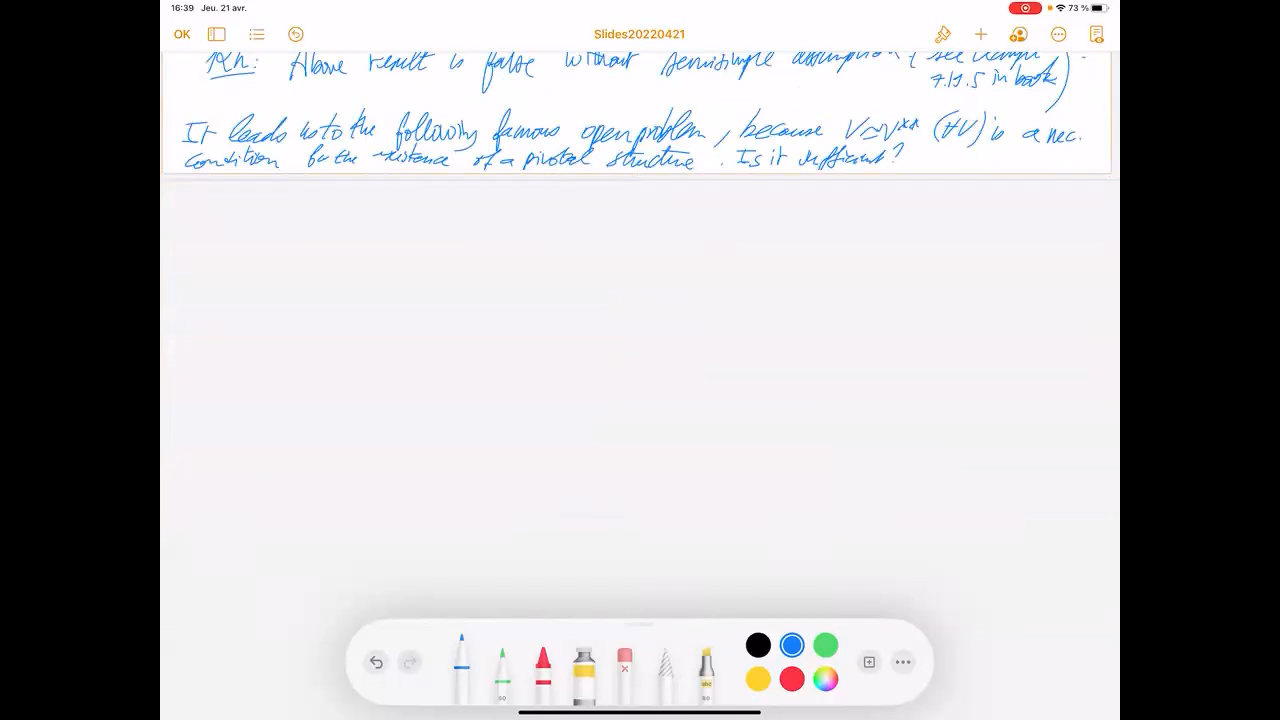 16:39 Jeu. 21 avr.
73 %
OK
Slides20220421
Rk: Above result is false without semisimple assumption (see
7.19.5 in book).
It leads us to the following famous open problem, because V≃V** (∀V) is a nec.
condition for the existence of a pivotal structure. Is it sufficient?